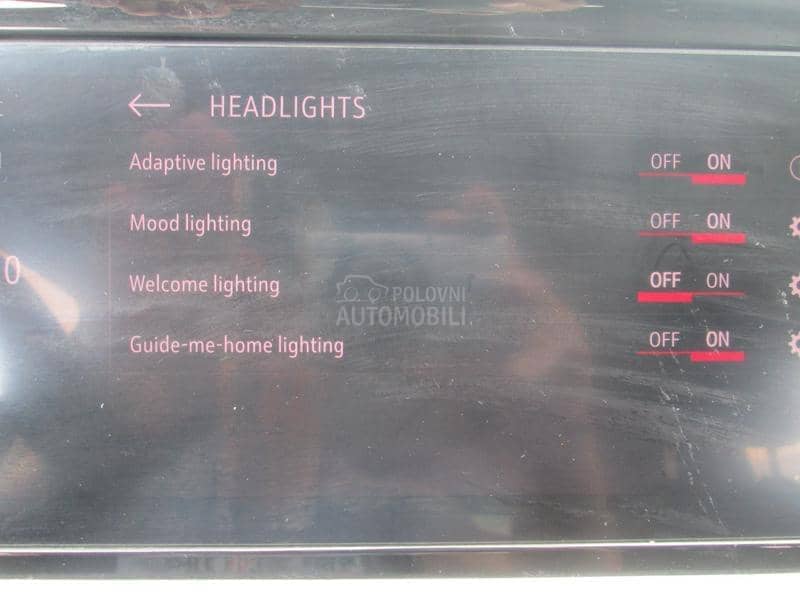 HEADLIGHTS
Adaptive lighting OFF ON
Mood lighting OFF ON
Welcome lighting OFF ON
0
POLOVNI
AUTOMOBILI
Guide-me-home lighting OFF ON